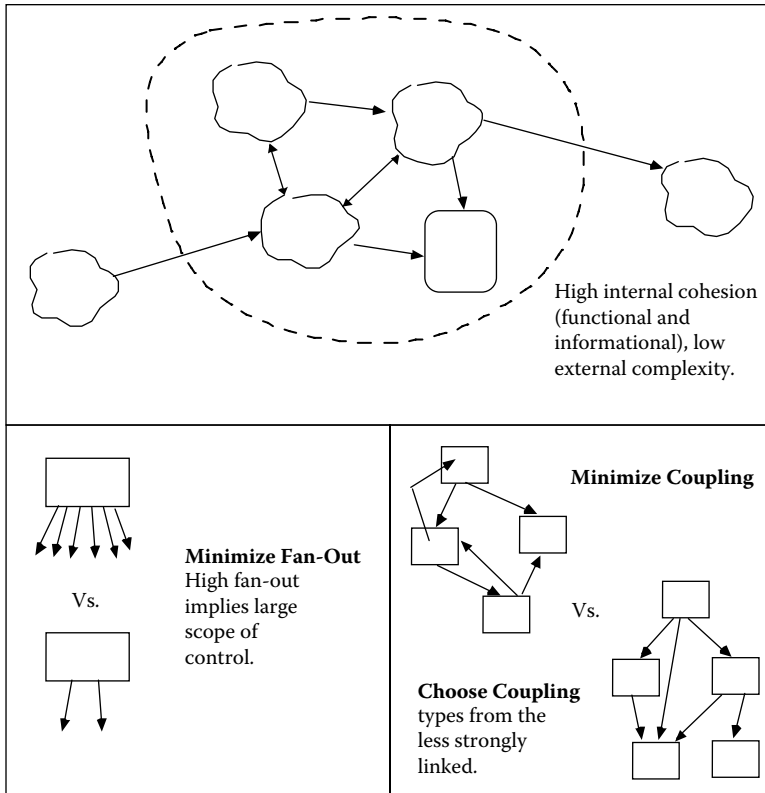 High internal cohesion
(functional and
informational), low
external complexity.
Minimize Fan-Out
High fan-out
implies large
scope of
control.
Vs.
Minimize Coupling
Vs.
Choose Coupling
types from the
less strongly
linked.